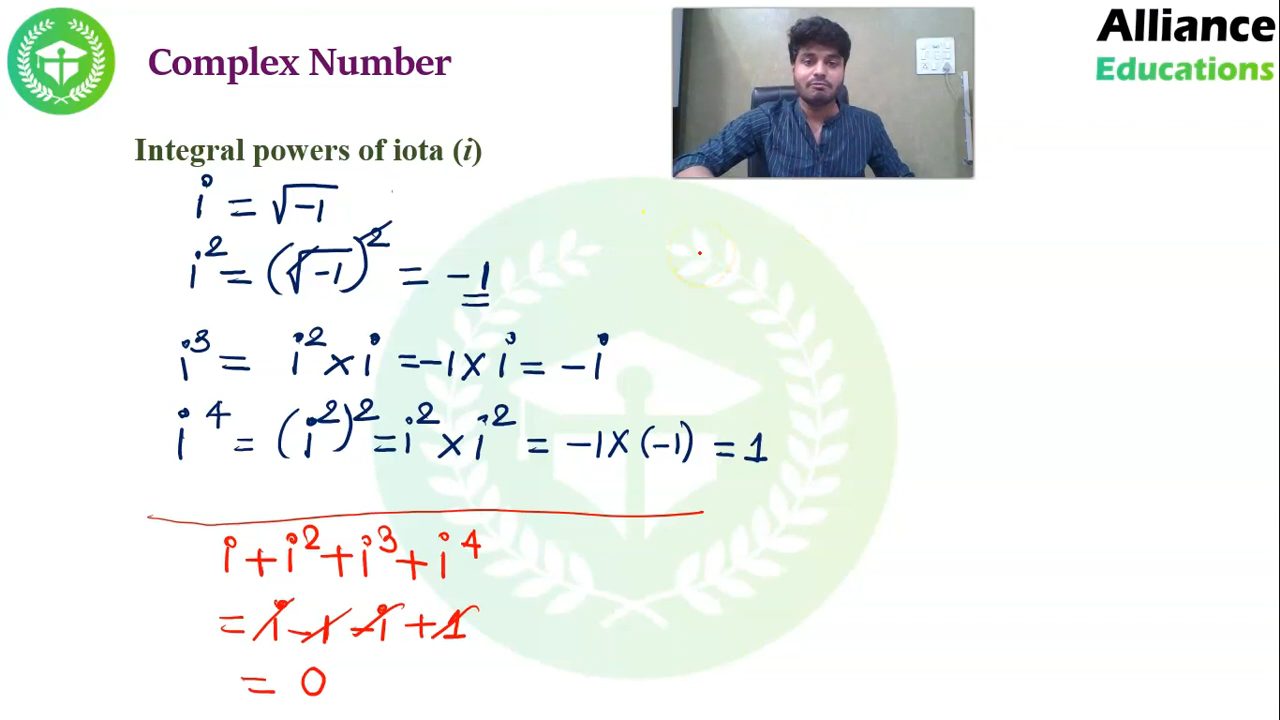 Complex Number
Alliance
Educations
Integral powers of iota (i)
i = √-1
i² = (√-1)² = -1
i³ = i² × i = -1 × i = -i
i⁴ = (i²)² = i² × i² = -1 × (-1) = 1
i + i² + i³ + i⁴
= i - 1 - i + 1
= 0